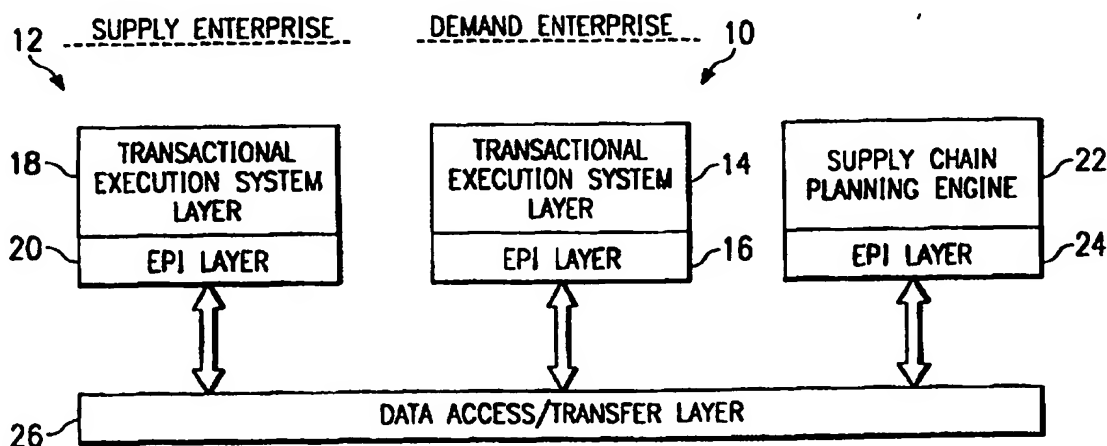 12 SUPPLY ENTERPRISE DEMAND ENTERPRISE 10
18 TRANSACTIONAL EXECUTION SYSTEM LAYER
20 EPI LAYER
TRANSACTIONAL EXECUTION SYSTEM LAYER 14
EPI LAYER 16
SUPPLY CHAIN PLANNING ENGINE 22
EPI LAYER 24
26 DATA ACCESS/TRANSFER LAYER